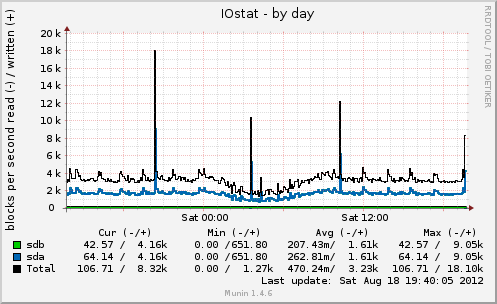 IOstat - by day
RRDTOOL / TOBI OETIKER
blocks per second read (-) / written (+)
20 k
18 k
16 k
14 k
12 k
10 k
8 k
6 k
4 k
2 k
0
Sat 00:00 Sat 12:00
Cur (-/+) Min (-/+) Avg (-/+) Max (-/+)
sdb 42.57 / 4.16k 0.00 /651.80 207.43m/ 1.61k 42.57 / 9.05k
sda 64.14 / 4.16k 0.00 /651.80 262.81m/ 1.61k 64.14 / 9.05k
Total 106.71 / 8.32k 0.00 / 1.27k 470.24m/ 3.23k 106.71 / 18.10k
Last update: Sat Aug 18 19:40:05 2012
Munin 1.4.6